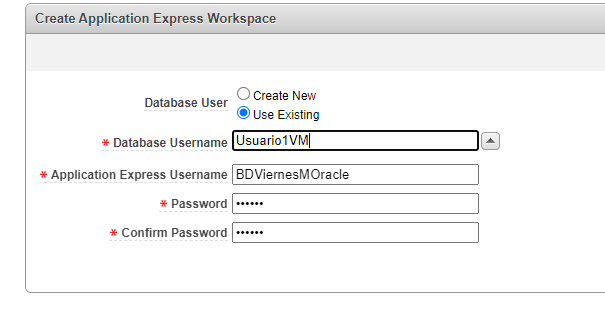 Create Application Express Workspace
Database User
Create New
Use Existing
* Database Username Usuario1VM
* Application Express Username BDViernesMOracle
* Password ••••••
* Confirm Password ••••••